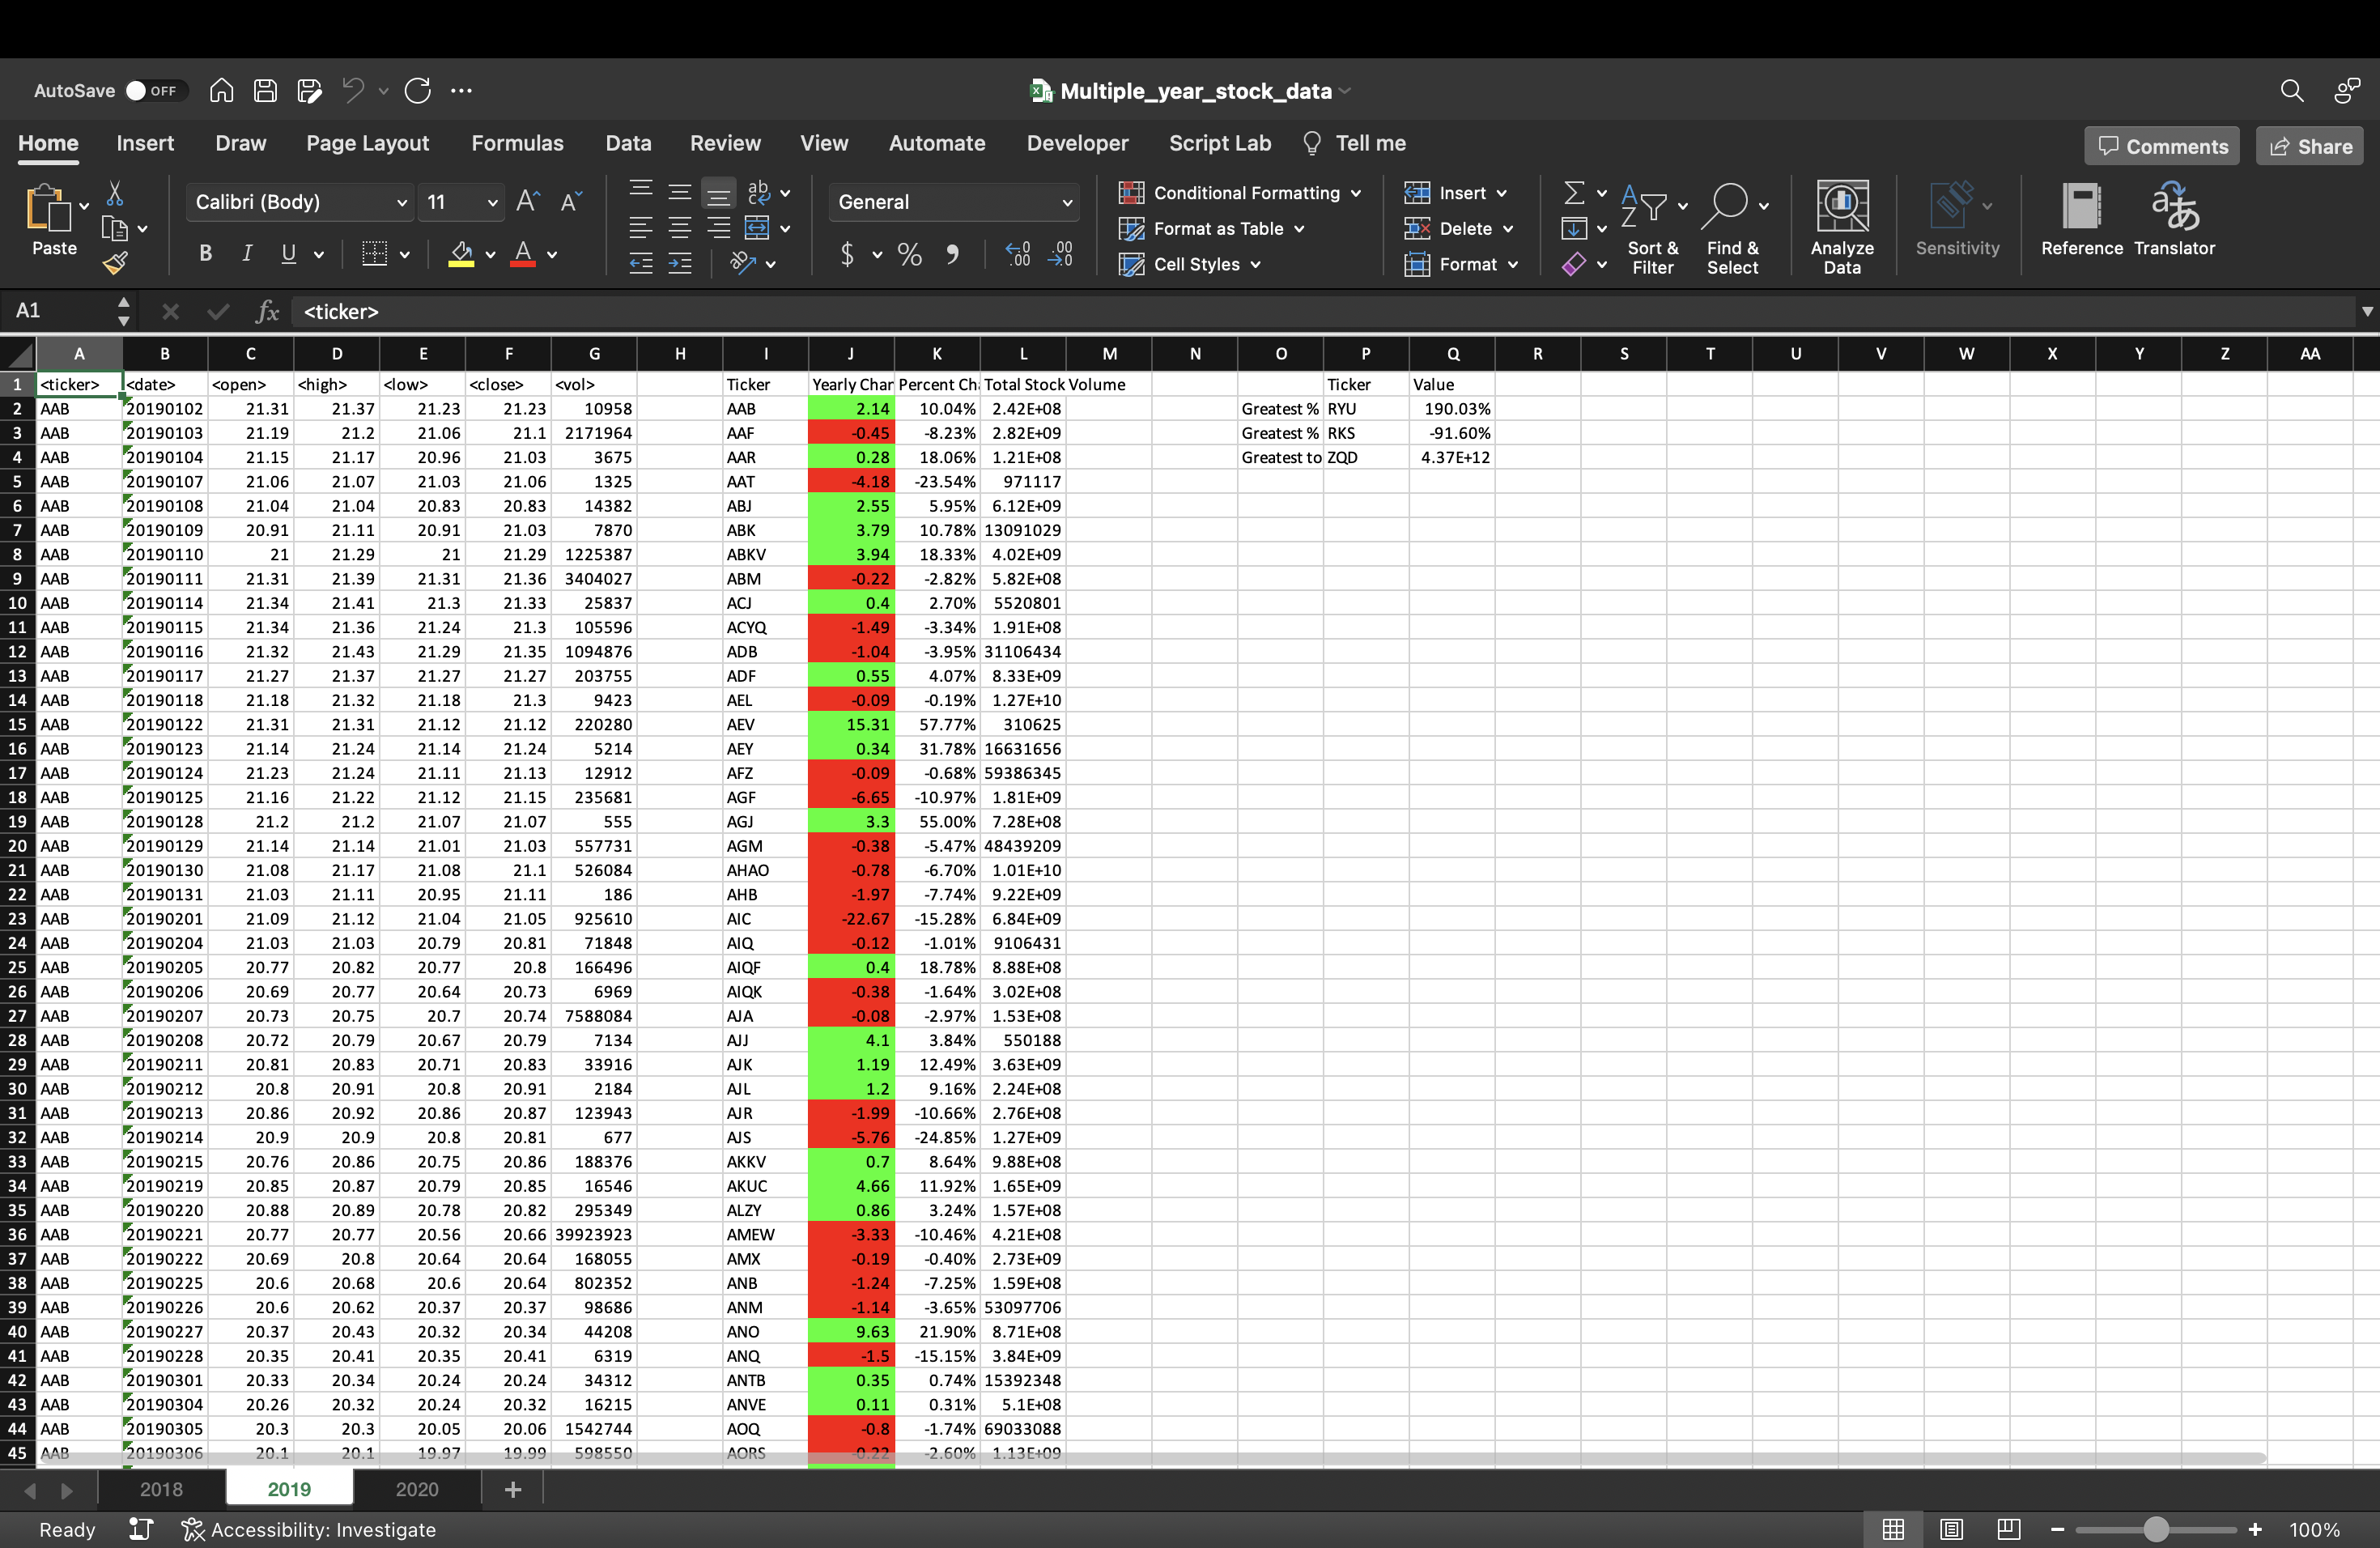 AutoSave OFF Multiple_year_stock_data
Home Insert Draw Page Layout Formulas Data Review View Automate Developer Script Lab Tell me Comments Share
Paste Calibri (Body) 11 General Conditional Formatting Format as Table Cell Styles Insert Delete Format Sort & Filter Find & Select Analyze Data Sensitivity Reference Translator
A1 fx <ticker>
A B C D E F G H I J K L M N O P Q R S T U V W X Y Z AA
1 <ticker> <date> <open> <high> <low> <close> <vol> Ticker Yearly Char Percent Ch Total Stock Volume Ticker Value
2 AAB 20190102 21.31 21.37 21.23 21.23 10958 AAB 2.14 10.04% 2.42E+08 Greatest % RYU 190.03%
3 AAB 20190103 21.19 21.2 21.06 21.1 2171964 AAF -0.45 -8.23% 2.82E+09 Greatest % RKS -91.60%
4 AAB 20190104 21.15 21.17 20.96 21.03 3675 AAR 0.28 18.06% 1.21E+08 Greatest to ZQD 4.37E+12
5 AAB 20190107 21.06 21.07 21.03 21.06 1325 AAT -4.18 -23.54% 971117
6 AAB 20190108 21.04 21.04 20.83 20.83 14382 ABJ 2.55 5.95% 6.12E+09
7 AAB 20190109 20.91 21.11 20.91 21.03 7870 ABK 3.79 10.78% 13091029
8 AAB 20190110 21 21.29 21 21.29 1225387 ABKV 3.94 18.33% 4.02E+09
9 AAB 20190111 21.31 21.39 21.31 21.36 3404027 ABM -0.22 -2.82% 5.82E+08
10 AAB 20190114 21.34 21.41 21.3 21.33 25837 ACJ 0.4 2.70% 5520801
11 AAB 20190115 21.34 21.36 21.24 21.3 105596 ACYQ -1.49 -3.34% 1.91E+08
12 AAB 20190116 21.32 21.43 21.29 21.35 1094876 ADB -1.04 -3.95% 31106434
13 AAB 20190117 21.27 21.37 21.27 21.27 203755 ADF 0.55 4.07% 8.33E+09
14 AAB 20190118 21.18 21.32 21.18 21.3 9423 AEL -0.09 -0.19% 1.27E+10
15 AAB 20190122 21.31 21.31 21.12 21.12 220280 AEV 15.31 57.77% 310625
16 AAB 20190123 21.14 21.24 21.14 21.24 5214 AEY 0.34 31.78% 16631656
17 AAB 20190124 21.23 21.24 21.11 21.13 12912 AFZ -0.09 -0.68% 59386345
18 AAB 20190125 21.16 21.22 21.12 21.15 235681 AGF -6.65 -10.97% 1.81E+09
19 AAB 20190128 21.2 21.2 21.07 21.07 555 AGJ 3.3 55.00% 7.28E+08
20 AAB 20190129 21.14 21.14 21.01 21.03 557731 AGM -0.38 -5.47% 48439209
21 AAB 20190130 21.08 21.17 21.08 21.1 526084 AHAO -0.78 -6.70% 1.01E+10
22 AAB 20190131 21.03 21.11 20.95 21.11 186 AHB -1.97 -7.74% 9.22E+09
23 AAB 20190201 21.09 21.12 21.04 21.05 925610 AIC -22.67 -15.28% 6.84E+09
24 AAB 20190204 21.03 21.03 20.79 20.81 71848 AIQ -0.12 -1.01% 9106431
25 AAB 20190205 20.77 20.82 20.77 20.8 166496 AIQF 0.4 18.78% 8.88E+08
26 AAB 20190206 20.69 20.77 20.64 20.73 6969 AIQK -0.38 -1.64% 3.02E+08
27 AAB 20190207 20.73 20.75 20.7 20.74 7588084 AJA -0.08 -2.97% 1.53E+08
28 AAB 20190208 20.72 20.79 20.67 20.79 7134 AJJ 4.1 3.84% 550188
29 AAB 20190211 20.81 20.83 20.71 20.83 33916 AJK 1.19 12.49% 3.63E+09
30 AAB 20190212 20.8 20.91 20.8 20.91 2184 AJL 1.2 9.16% 2.24E+08
31 AAB 20190213 20.86 20.92 20.86 20.87 123943 AJR -1.99 -10.66% 2.76E+08
32 AAB 20190214 20.9 20.9 20.8 20.81 677 AJS -5.76 -24.85% 1.27E+09
33 AAB 20190215 20.76 20.86 20.75 20.86 188376 AKKV 0.7 8.64% 9.88E+08
34 AAB 20190219 20.85 20.87 20.79 20.85 16546 AKUC 4.66 11.92% 1.65E+09
35 AAB 20190220 20.88 20.89 20.78 20.82 295349 ALZY 0.86 3.24% 1.57E+08
36 AAB 20190221 20.77 20.77 20.56 20.66 39923923 AMEW -3.33 -10.46% 4.21E+08
37 AAB 20190222 20.69 20.8 20.64 20.64 168055 AMX -0.19 -0.40% 2.73E+09
38 AAB 20190225 20.6 20.68 20.6 20.64 802352 ANB -1.24 -7.25% 1.59E+08
39 AAB 20190226 20.6 20.62 20.37 20.37 98686 ANM -1.14 -3.65% 53097706
40 AAB 20190227 20.37 20.43 20.32 20.34 44208 ANO 9.63 21.90% 8.71E+08
41 AAB 20190228 20.35 20.41 20.35 20.41 6319 ANQ -1.5 -15.15% 3.84E+09
42 AAB 20190301 20.33 20.34 20.24 20.24 34312 ANTB 0.35 0.74% 15392348
43 AAB 20190304 20.26 20.32 20.24 20.32 16215 ANVE 0.11 0.31% 5.1E+08
44 AAB 20190305 20.3 20.3 20.05 20.06 1542744 AOQ -0.8 -1.74% 69033088
45 AAB 20190306 20.1 20.1 19.97 19.99 598550 AORS -0.22 -2.60% 1.13E+09
2018 2019 2020 +
Ready Accessibility: Investigate 100%